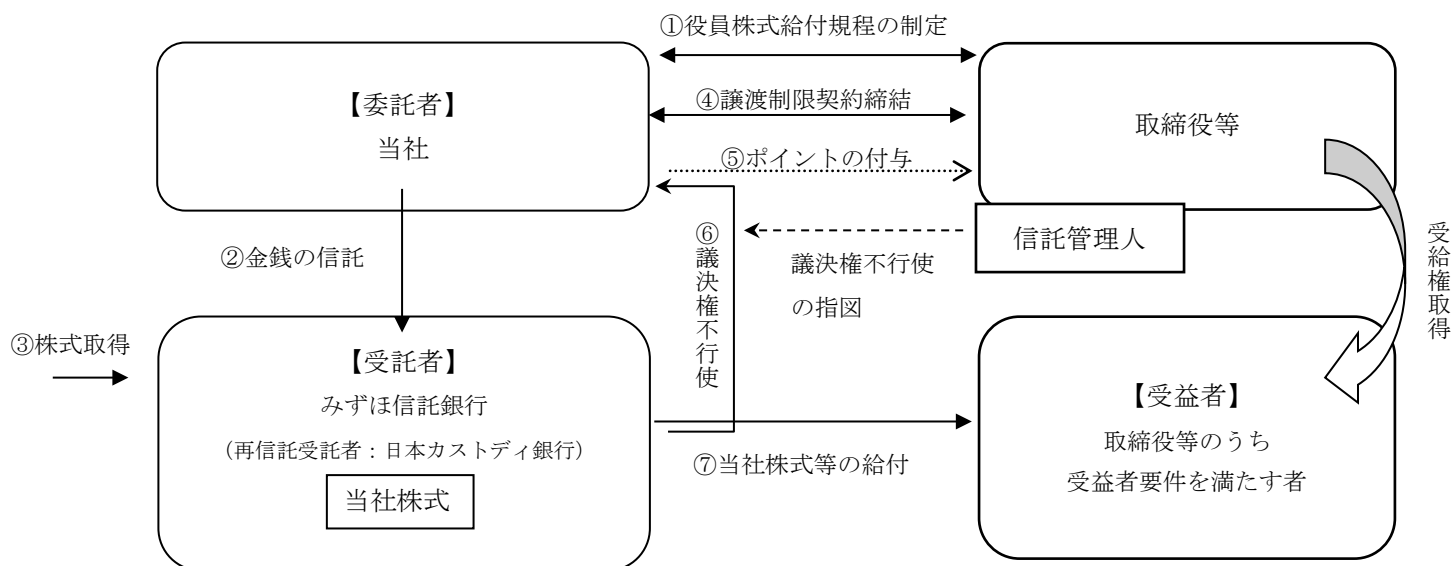 ①役員株式給付規程の制定
【委託者】
当社
④譲渡制限契約締結
取締役等
⑤ポイントの付与
②金銭の信託
⑥議決権不行使
議決権不行使
の指図
信託管理人
受給権取得
③株式取得
【受託者】
みずほ信託銀行
(再信託受託者：日本カストディ銀行)
当社株式
⑦当社株式等の給付
【受益者】
取締役等のうち
受益者要件を満たす者